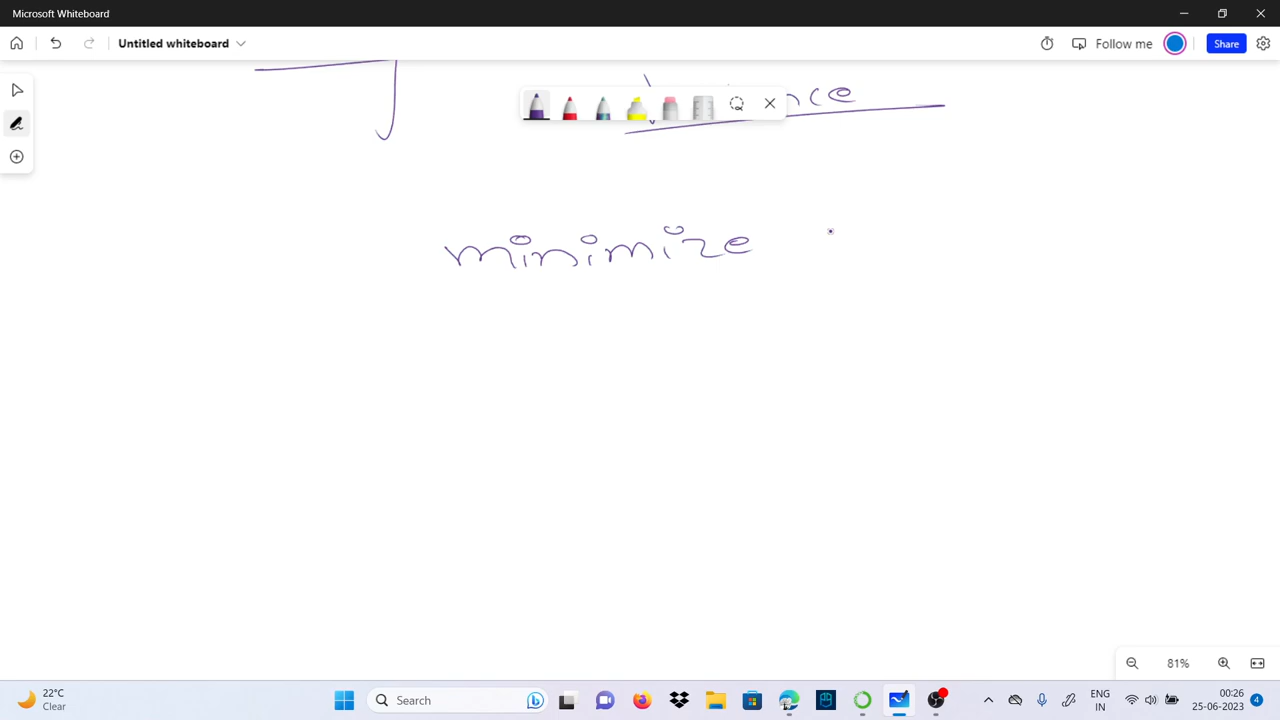 Microsoft Whiteboard
Untitled whiteboard
Follow me
Share
minimize
81%
22°C
Clear
Search
ENG
IN
00:26
25-06-2023
4